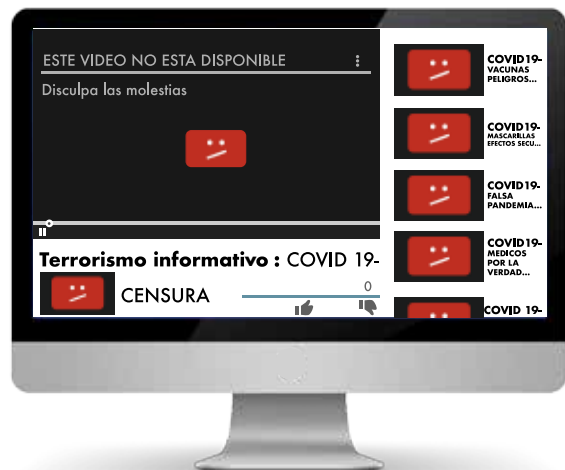 ESTE VIDEO NO ESTA DISPONIBLE
Disculpa las molestias
Terrorismo informativo : COVID 19-
CENSURA
0
COVID19-
VACUNAS
PELIGROS...
COVID19-
MASCARILLAS
EFECTOS SECU...
COVID19-
FALSA
PANDEMIA...
COVID19-
MEDICOS
POR LA
VERDAD...
COVID 19-